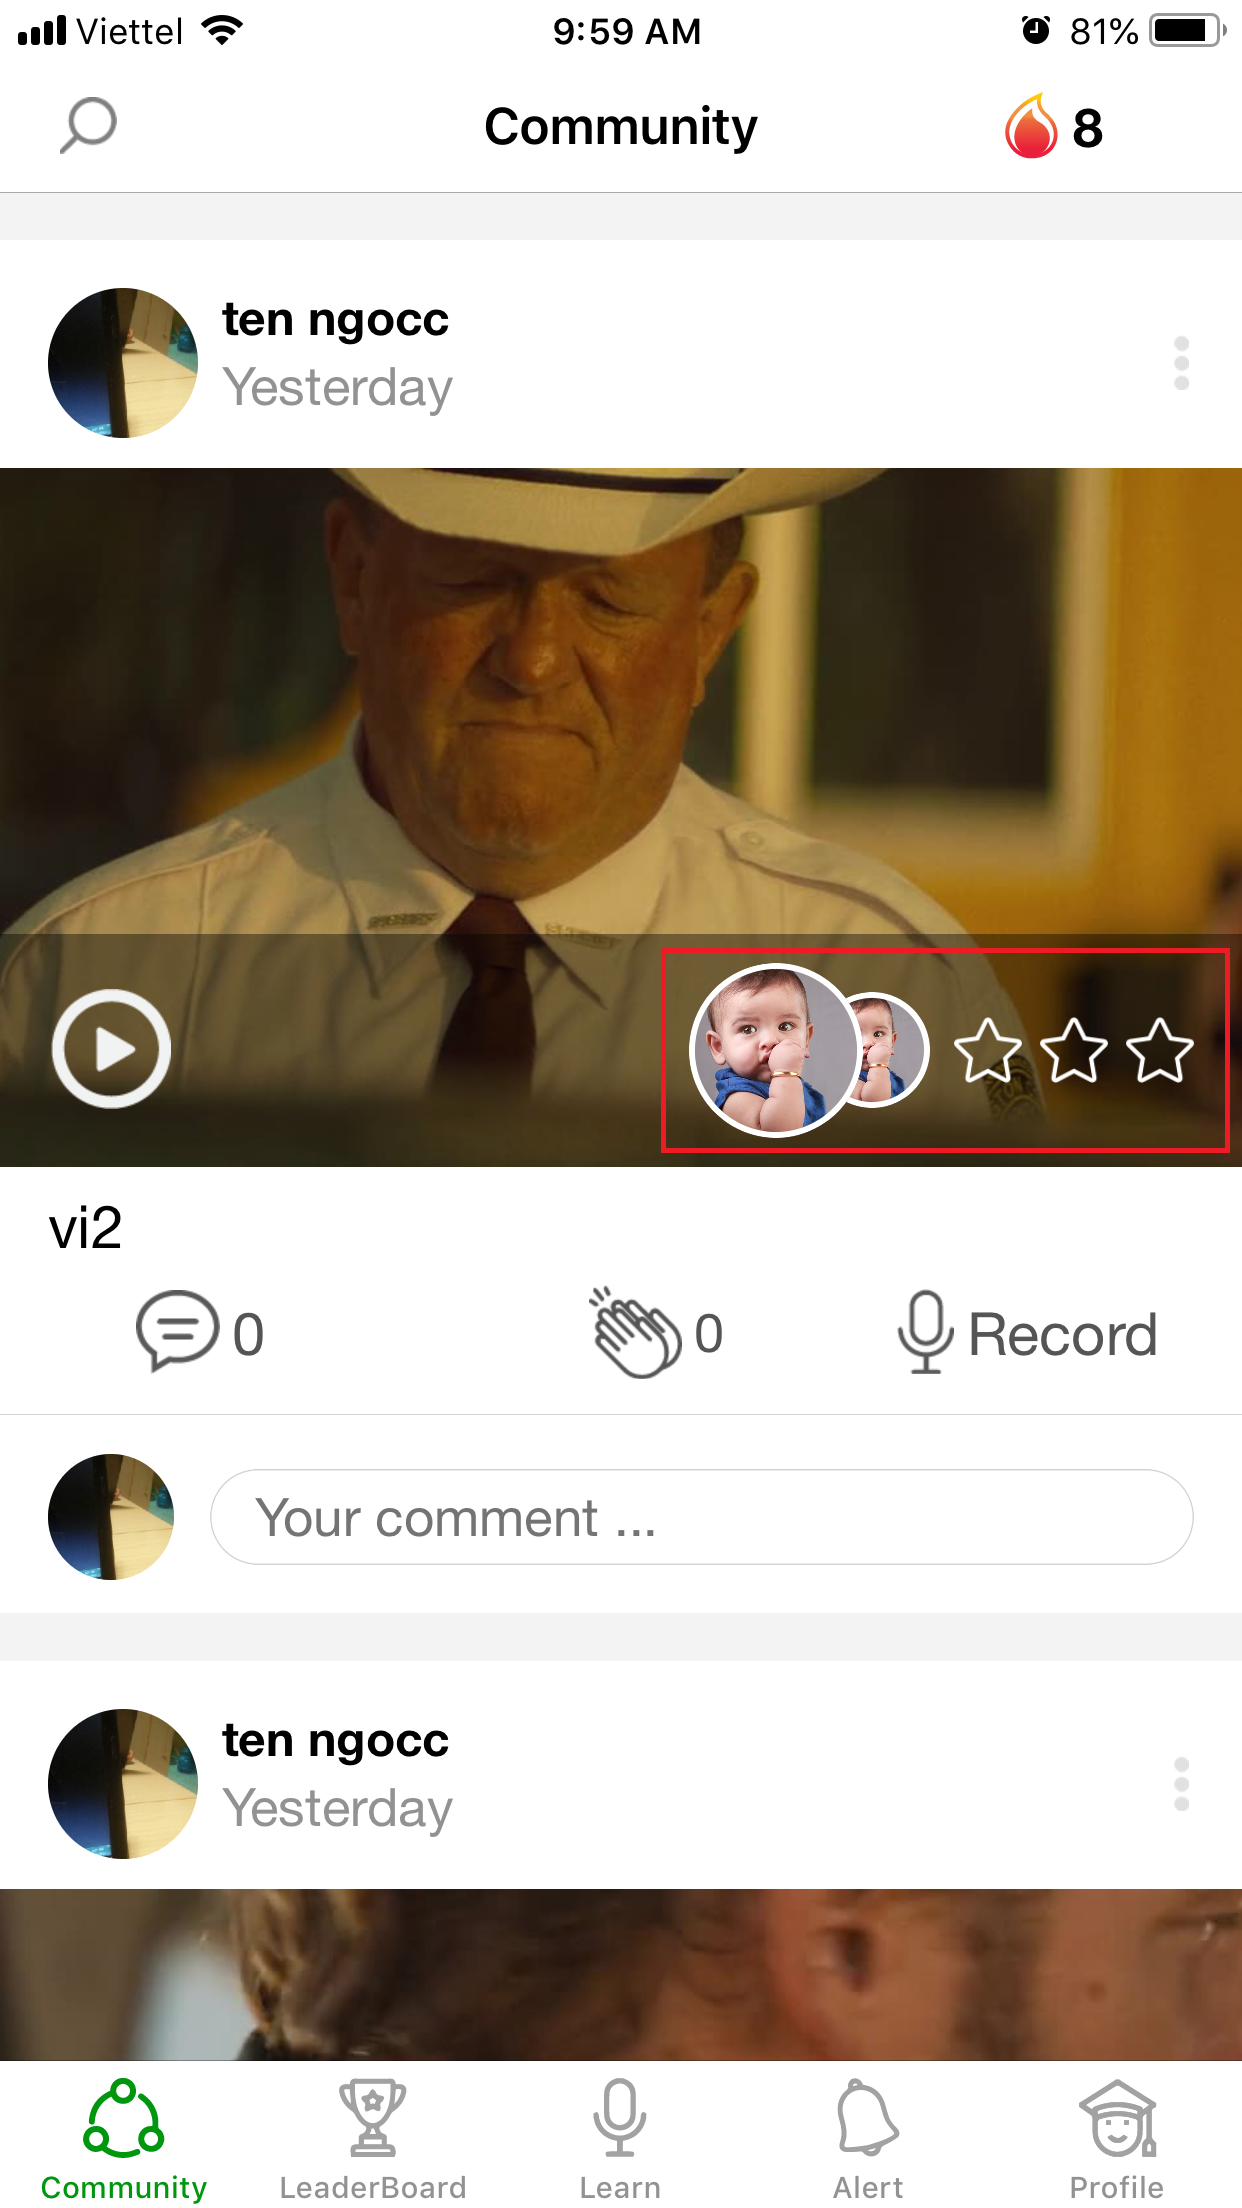 Viettel 9:59 AM 81%
Community 8
ten ngocc
Yesterday
vi2
0 0 Record
Your comment ...
ten ngocc
Yesterday
Community LeaderBoard Learn Alert Profile